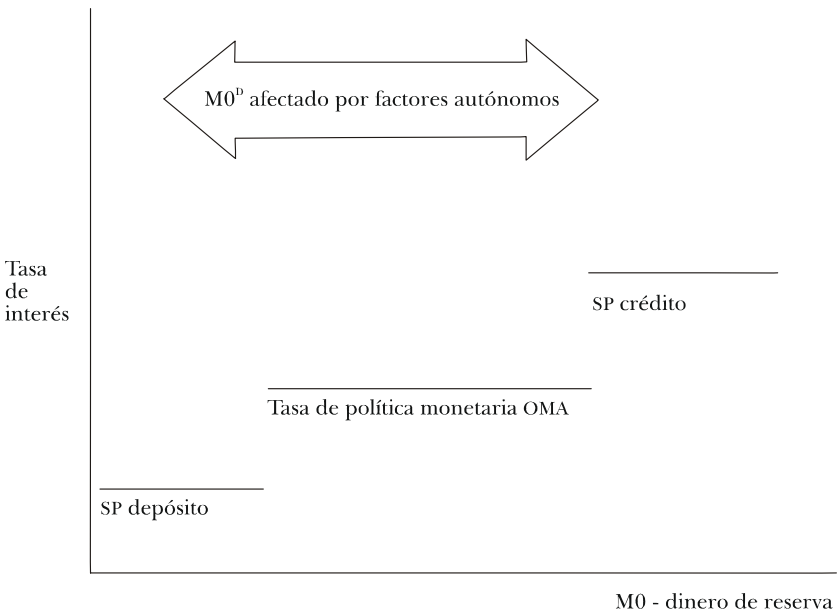 M0ᴰ afectado por factores autónomos
Tasa
de
interés
SP crédito
Tasa de política monetaria OMA
SP depósito
M0 - dinero de reserva